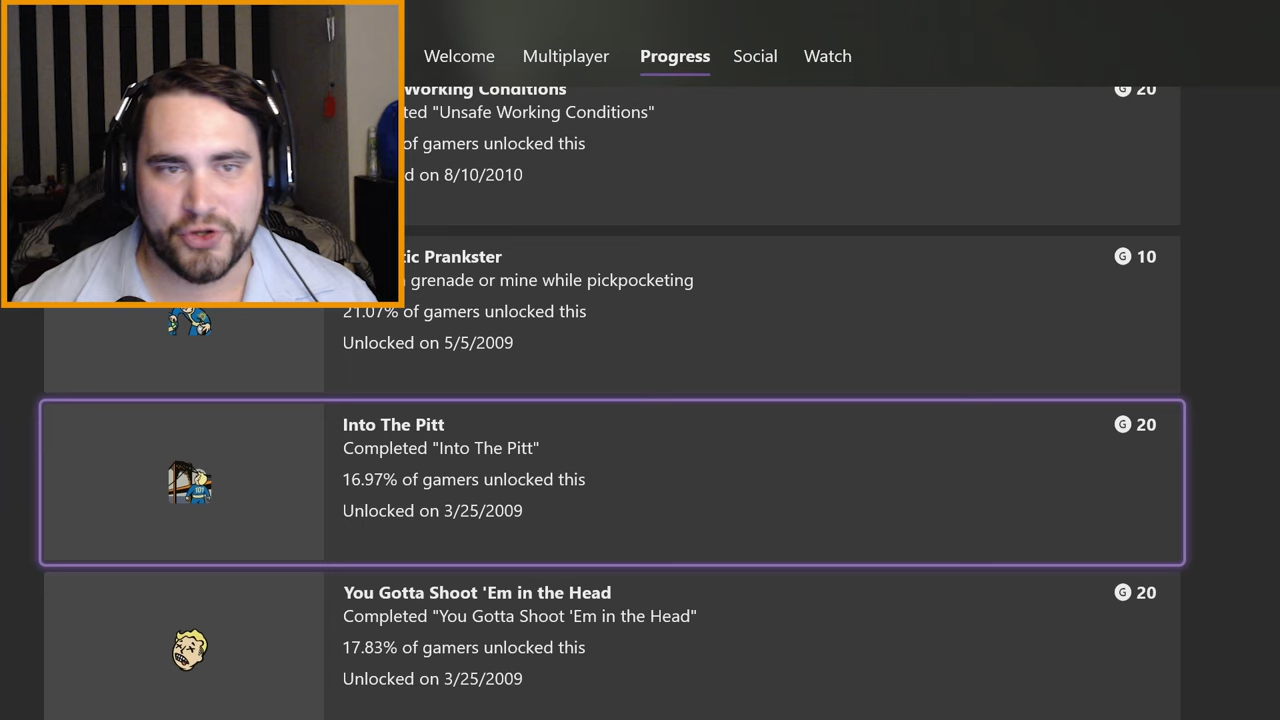 Welcome Multiplayer Progress Social Watch
Working Conditions G 20
"Unsafe Working Conditions"
of gamers unlocked this
on 8/10/2010
Prankster G 10
grenade or mine while pickpocketing
21.07% of gamers unlocked this
Unlocked on 5/5/2009
Into The Pitt G 20
Completed "Into The Pitt"
16.97% of gamers unlocked this
Unlocked on 3/25/2009
You Gotta Shoot 'Em in the Head G 20
Completed "You Gotta Shoot 'Em in the Head"
17.83% of gamers unlocked this
Unlocked on 3/25/2009